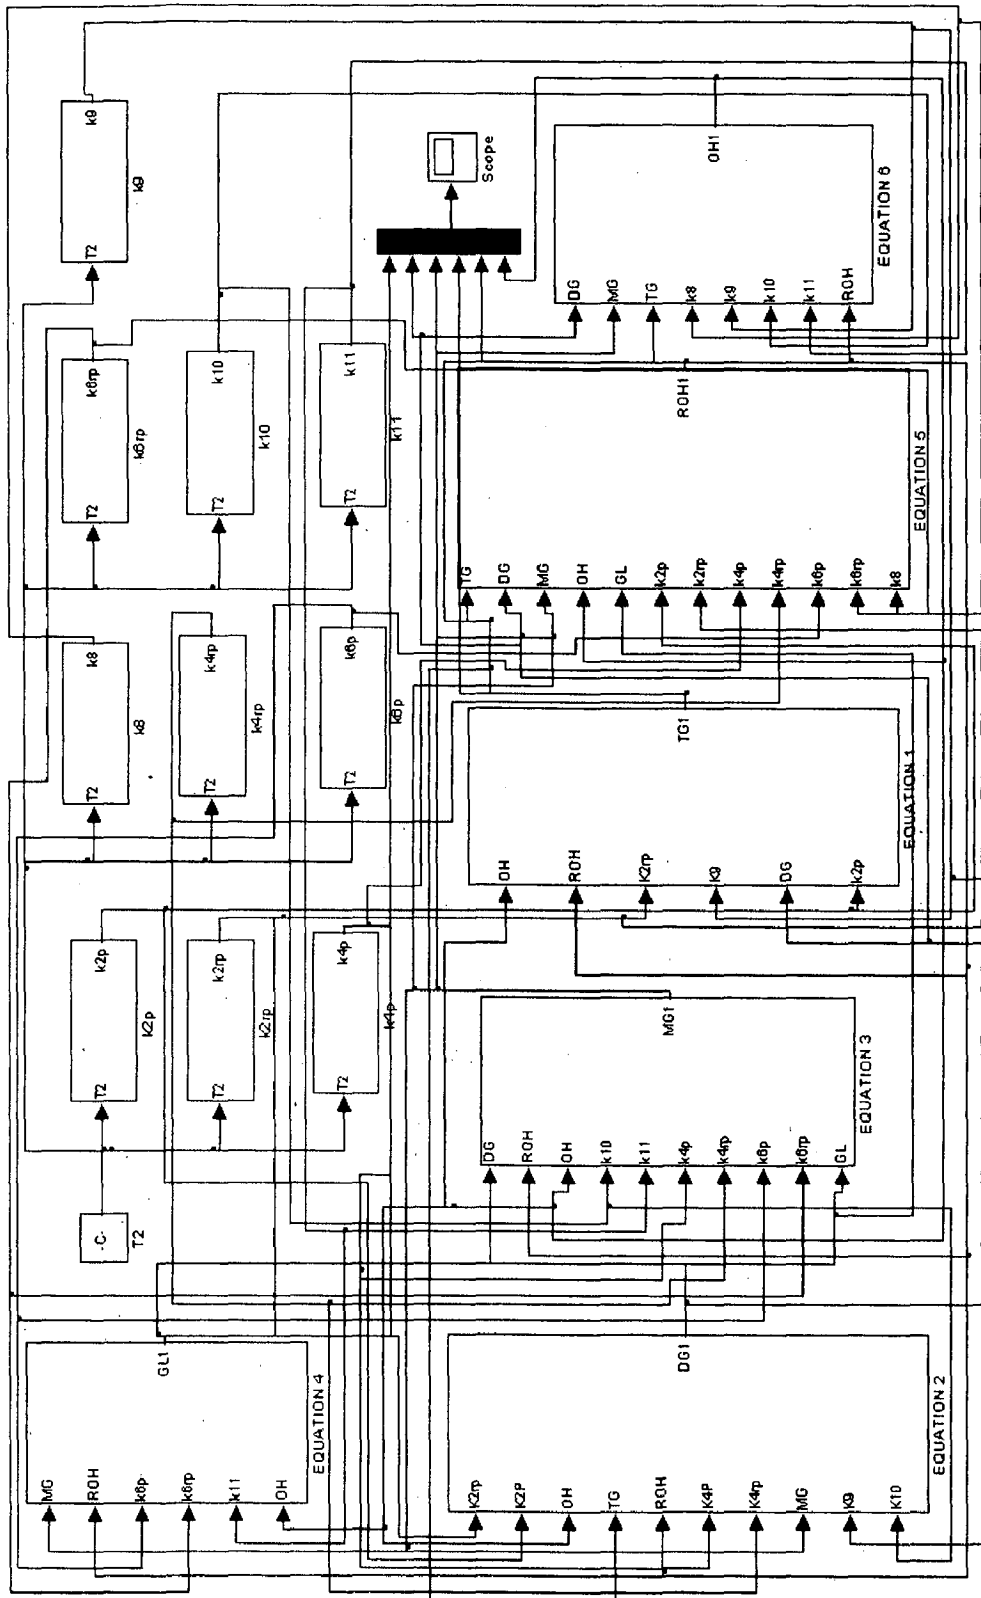 T2
k9
k9
T2
k6rp
k6rp
T2
k10
k10
T2
k11
k11
T2
k8
k8
T2
k4rp
k4rp
T2
k6p
k6p
T2
k2p
k2p
T2
k2rp
k2rp
T2
k4p
k4p
-C-
T2
Scope
MG
ROH
k6p
k6rp
k11
OH
GL1
EQUATION 4
K2rp
K2P
OH
TG
ROH
K4P
K4rp
MG
K9
K10
DG1
EQUATION 2
DG
ROH
OH
k10
k11
k4p
k4rp
k6p
k6rp
GL
MG1
EQUATION 3
OH
ROH
K2rp
K9
DG
k2p
TG1
EQUATION 1
TG
DG
MG
OH
GL
k2p
k2rp
k4p
k4rp
k6p
k6rp
k8
ROH1
EQUATION 5
DG
MG
TG
k8
k9
k10
k11
ROH
OH1
EQUATION 6